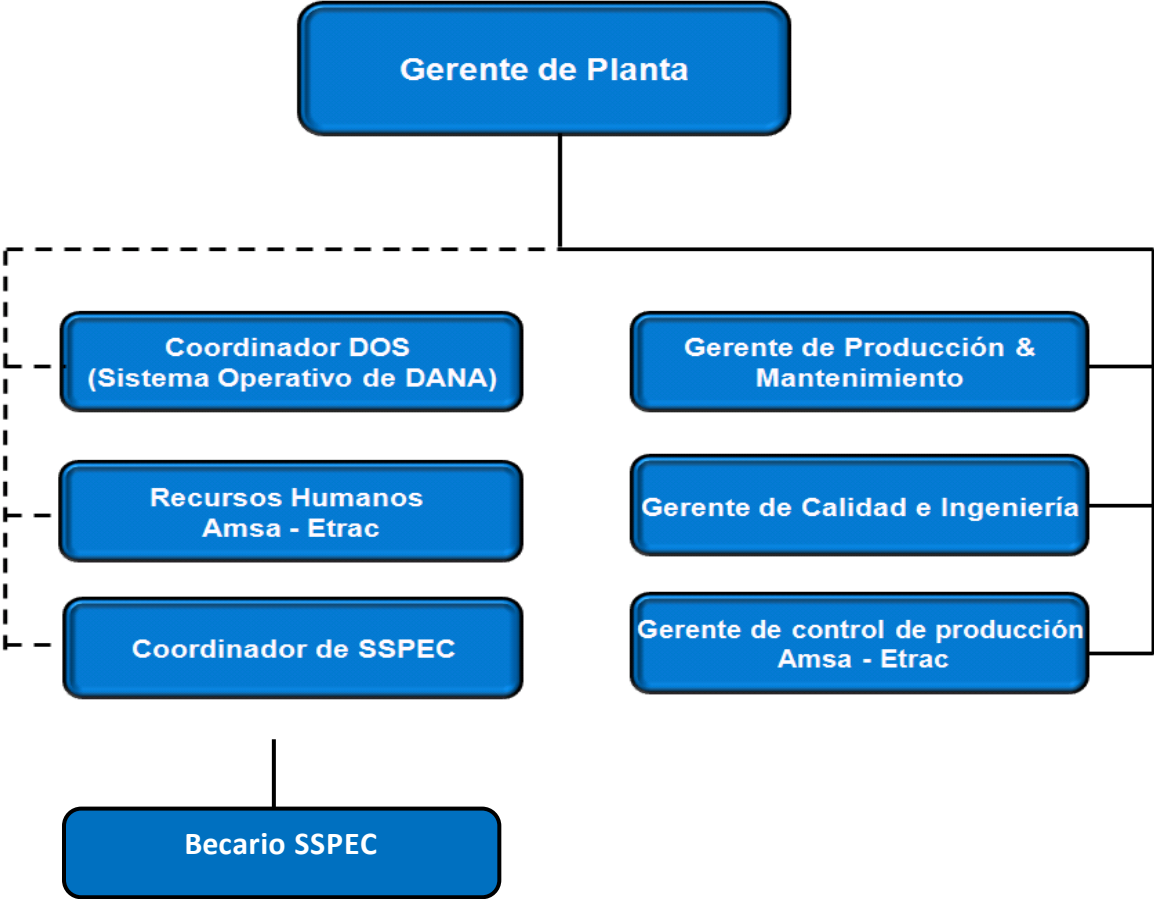 Gerente de Planta
Coordinador DOS
(Sistema Operativo de DANA)
Recursos Humanos
Amsa - Etrac
Coordinador de SSPEC
Becario SSPEC
Gerente de Producción &
Mantenimiento
Gerente de Calidad e Ingeniería
Gerente de control de producción
Amsa - Etrac